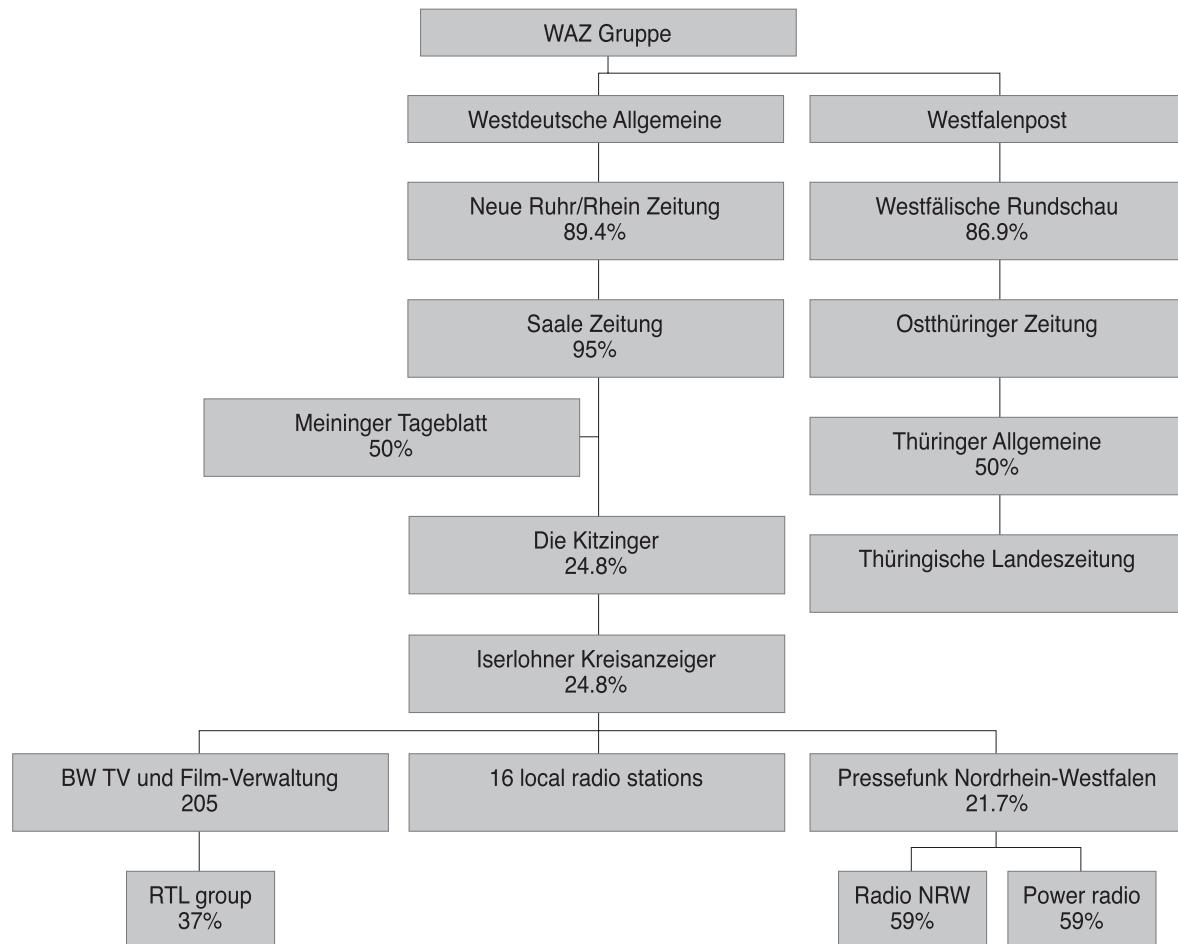 WAZ Gruppe
Westdeutsche Allgemeine
Westfalenpost
Neue Ruhr/Rhein Zeitung
89.4%
Westfälische Rundschau
86.9%
Saale Zeitung
95%
Ostthüringer Zeitung
Meininger Tageblatt
50%
Thüringer Allgemeine
50%
Die Kitzinger
24.8%
Thüringische Landeszeitung
Iserlohner Kreisanzeiger
24.8%
BW TV und Film-Verwaltung
205
16 local radio stations
Pressefunk Nordrhein-Westfalen
21.7%
RTL group
37%
Radio NRW
59%
Power radio
59%